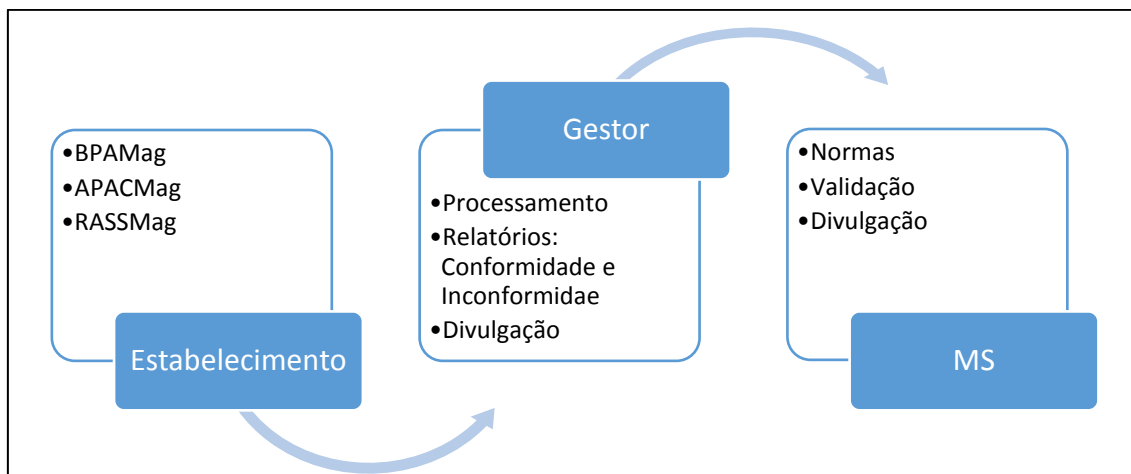 •BPAMag
•APACMag
•RASSMag
Estabelecimento
Gestor
•Processamento
•Relatórios:
Conformidade e
Inconformidae
•Divulgação
•Normas
•Validação
•Divulgação
MS